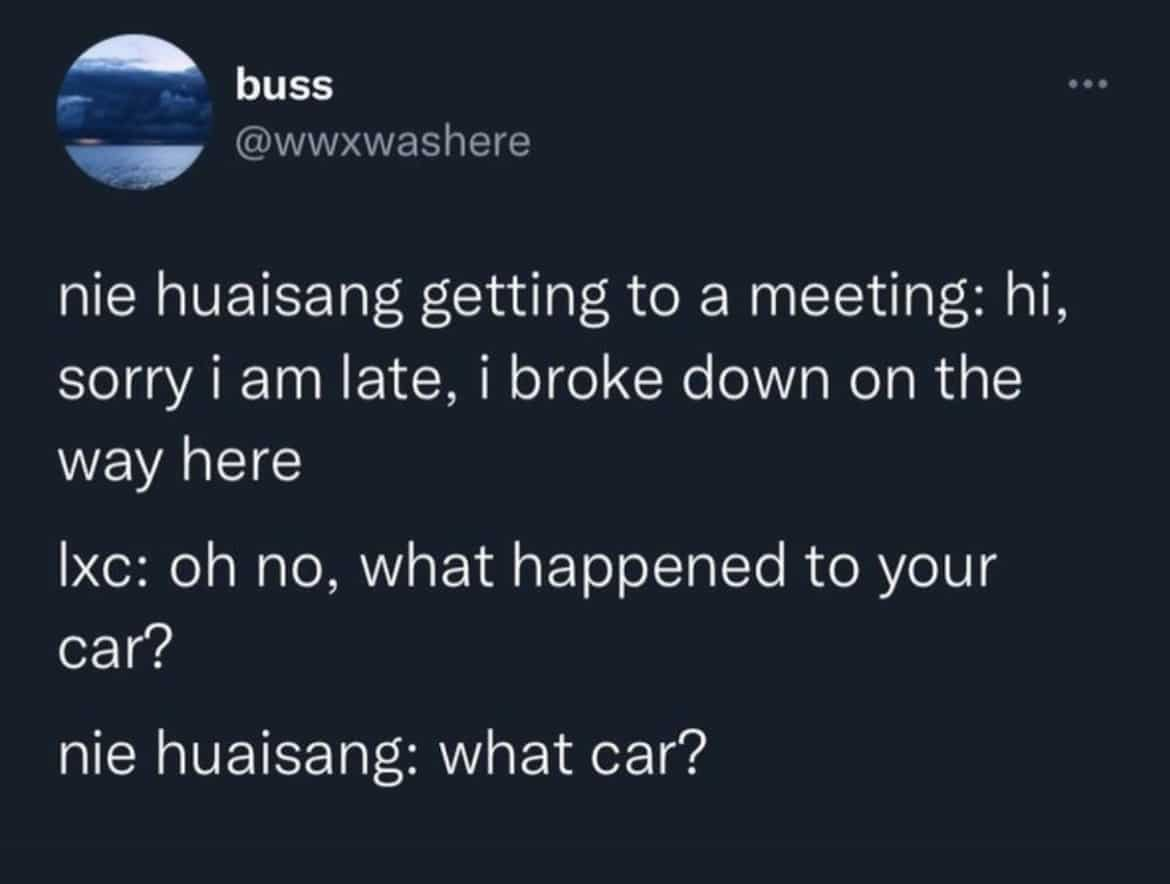 buss
@wwxwashere
nie huaisang getting to a meeting: hi,
sorry i am late, i broke down on the
way here
lxc: oh no, what happened to your
car?
nie huaisang: what car?